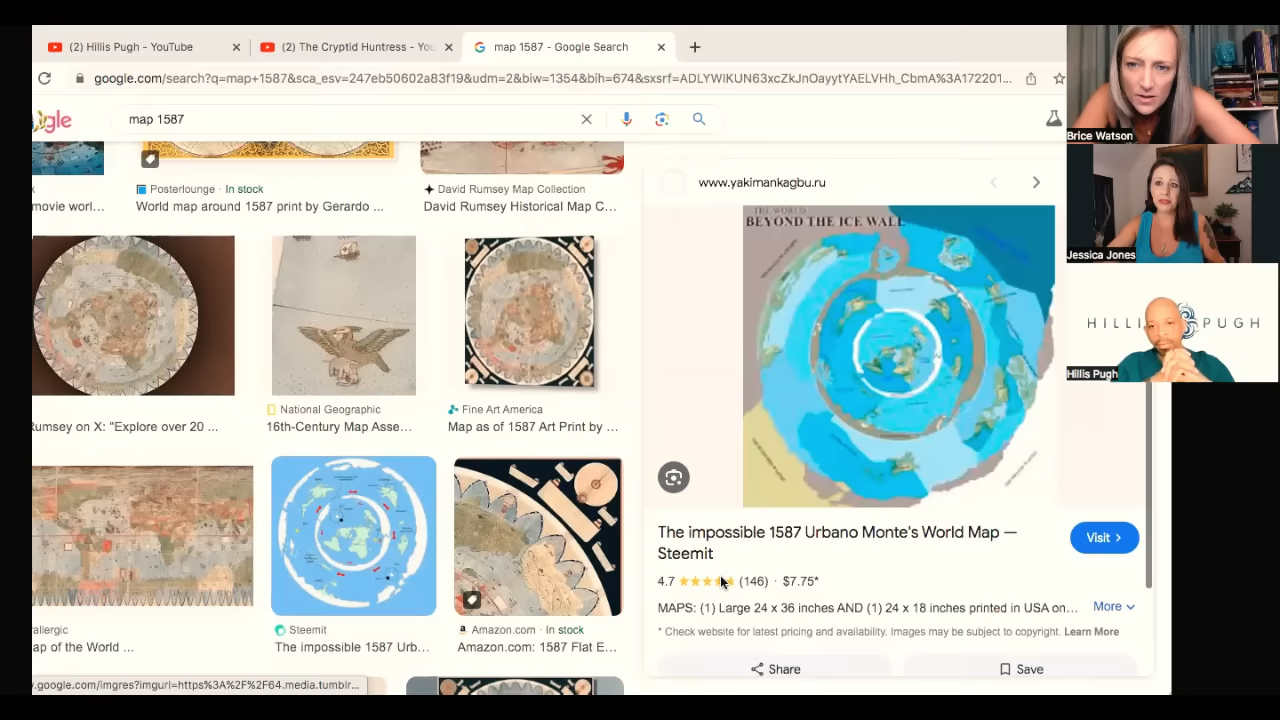 (2) Hillis Pugh - YouTube
(2) The Cryptid Huntress - You
map 1587 - Google Search
google.com/search?q=map+1587&sca_esv=247eb50602a83f19&udm=2&biw=1354&bih=674&sxsrf=ADLYWIKUN63xcZkJnOayytYAELVHh_CbmA%3A172201...
gle
map 1587
Brice Watson
Posterlounge · In stock
David Rumsey Map Collection
movie worl...
World map around 1587 print by Gerardo ...
David Rumsey Historical Map C...
www.yakimankagbu.ru
THE WORLD
BEYOND THE ICE WALL
Jessica Jones
HILLI PUGH
Hillis Pugh
National Geographic
Fine Art America
Rumsey on X: "Explore over 20 ...
16th-Century Map Asse...
Map as of 1587 Art Print by ...
The impossible 1587 Urbano Monte's World Map —
Steemit
Visit
4.7
(146) · $7.75*
MAPS: (1) Large 24 x 36 inches AND (1) 24 x 18 inches printed in USA on...
More
* Check website for latest pricing and availability. Images may be subject to copyright. Learn More
allergic
Steemit
Amazon.com · In stock
ap of the World ...
The impossible 1587 Urb...
Amazon.com: 1587 Flat E...
Share
Save
.google.com/imgres?imgurl=https%3A%2F%2F64.media.tumblr...